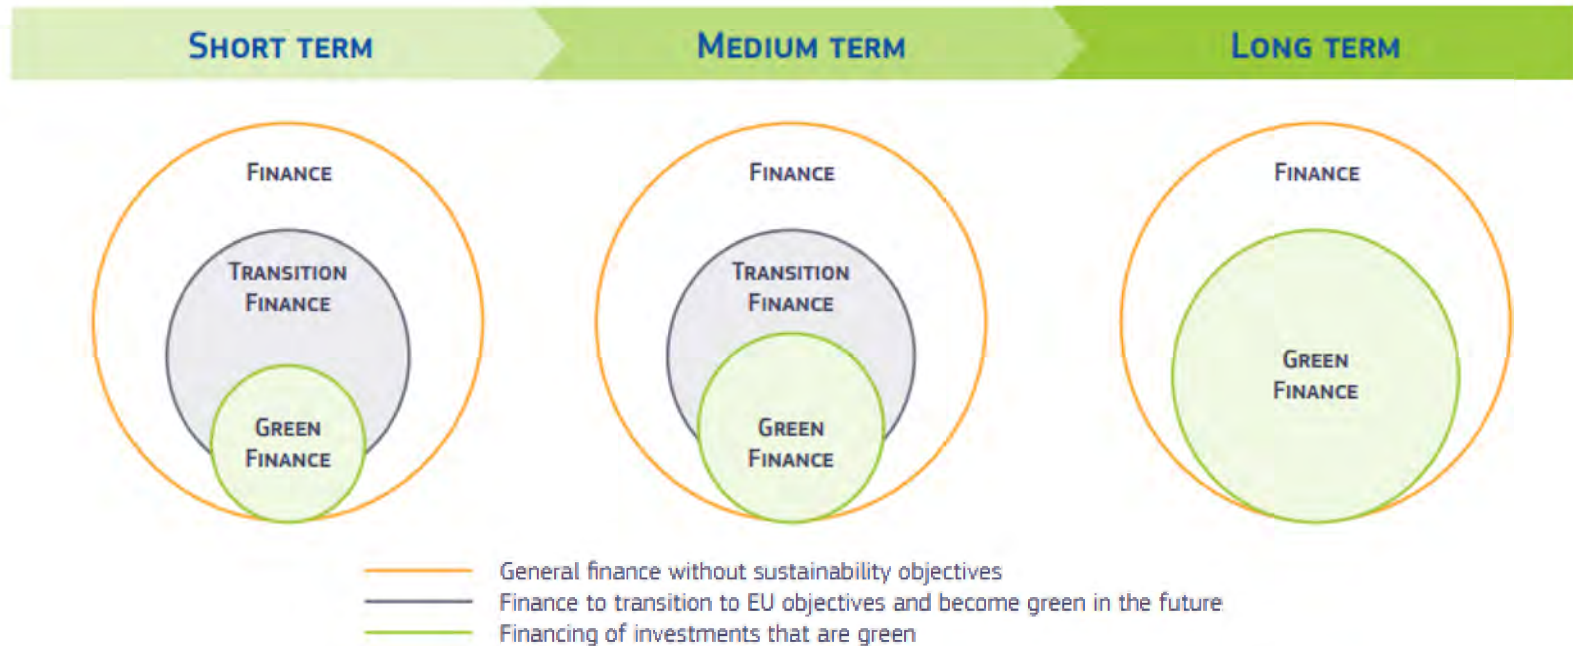 SHORT TERM
MEDIUM TERM
LONG TERM
FINANCE
TRANSITION
FINANCE
GREEN
FINANCE
FINANCE
TRANSITION
FINANCE
GREEN
FINANCE
FINANCE
GREEN
FINANCE
General finance without sustainability objectives
Finance to transition to EU objectives and become green in the future
Financing of investments that are green